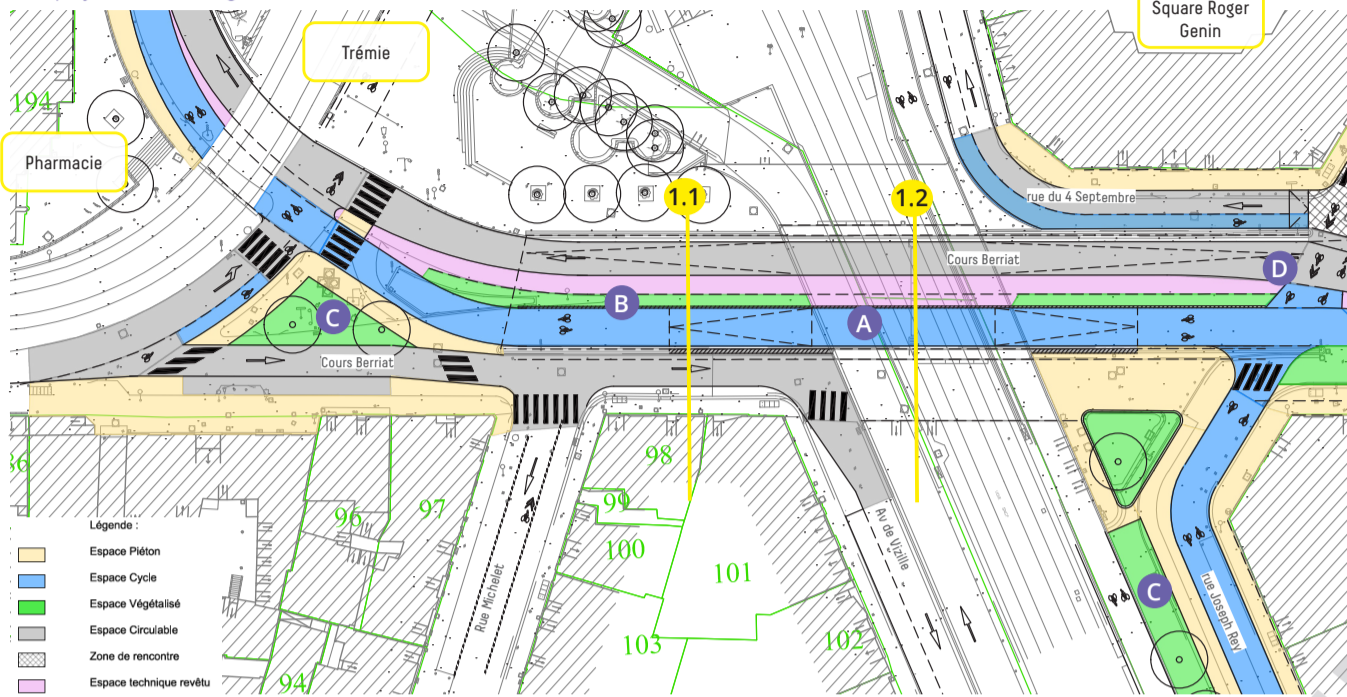 Square Roger
Genin
Trémie
194
Pharmacie
1.1
1.2
rue du 4 Septembre
Cours Berriat
D
B
A
C
Cours Berriat
98
97
96
99
100
101
102
103
94
Rue Michelet
Av de Vizille
C
rue Joseph Rey
Légende :
Espace Piéton
Espace Cycle
Espace Végétalisé
Espace Circulable
Zone de rencontre
Espace technique revêtu